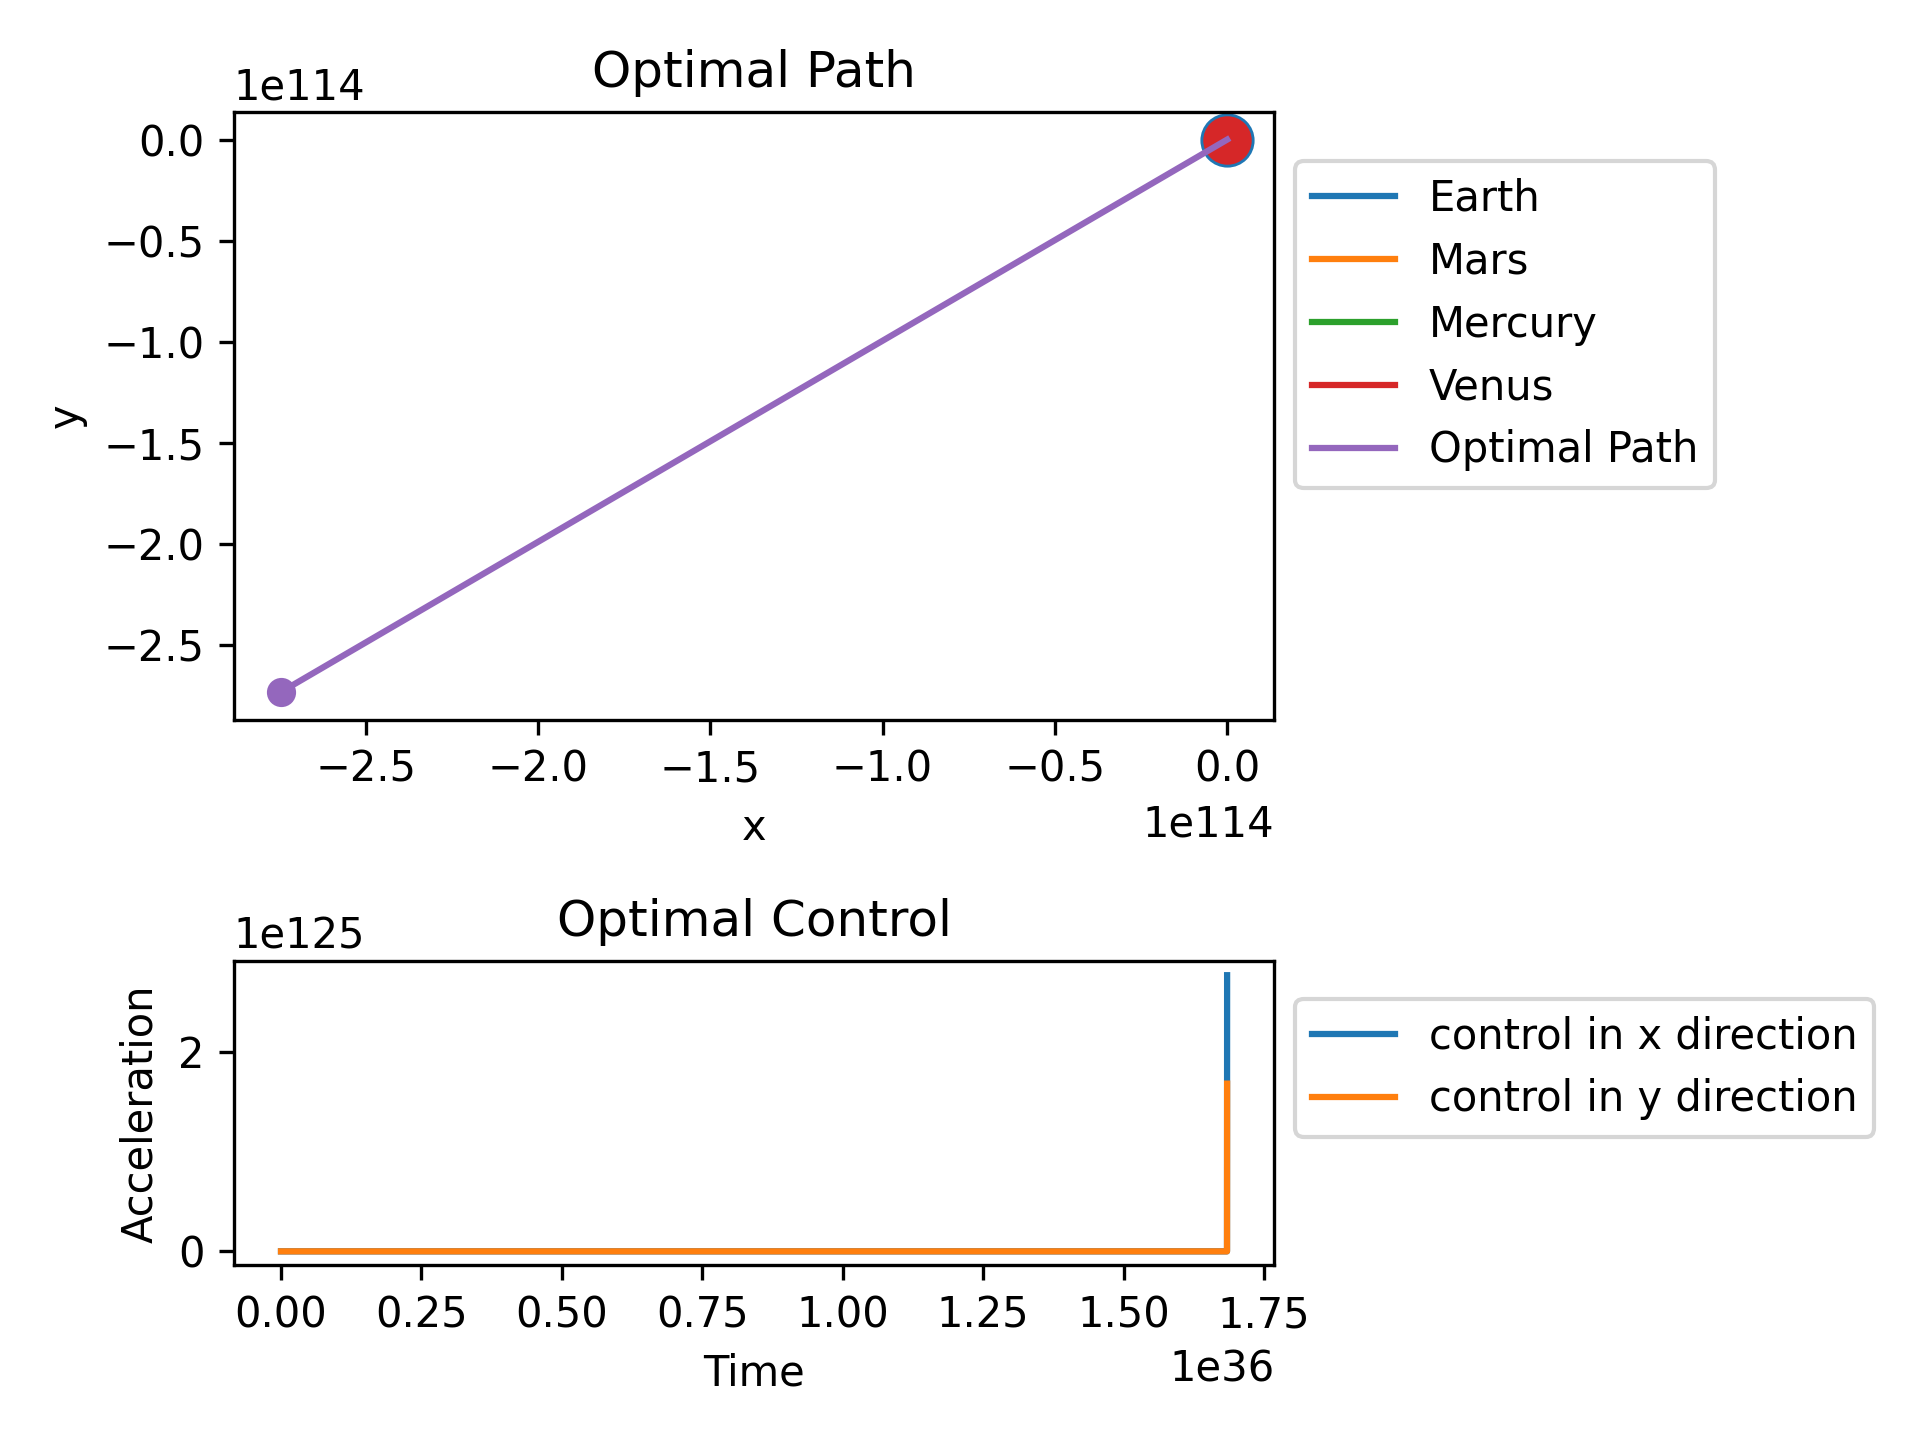 Optimal Path
1e114
0.0
−0.5
−1.0
−1.5
−2.0
−2.5
y
−2.5 −2.0 −1.5 −1.0 −0.5 0.0
x
1e114
Earth
Mars
Mercury
Venus
Optimal Path
Optimal Control
1e125
2
0
Acceleration
0.00 0.25 0.50 0.75 1.00 1.25 1.50 1.75
Time
1e36
control in x direction
control in y direction